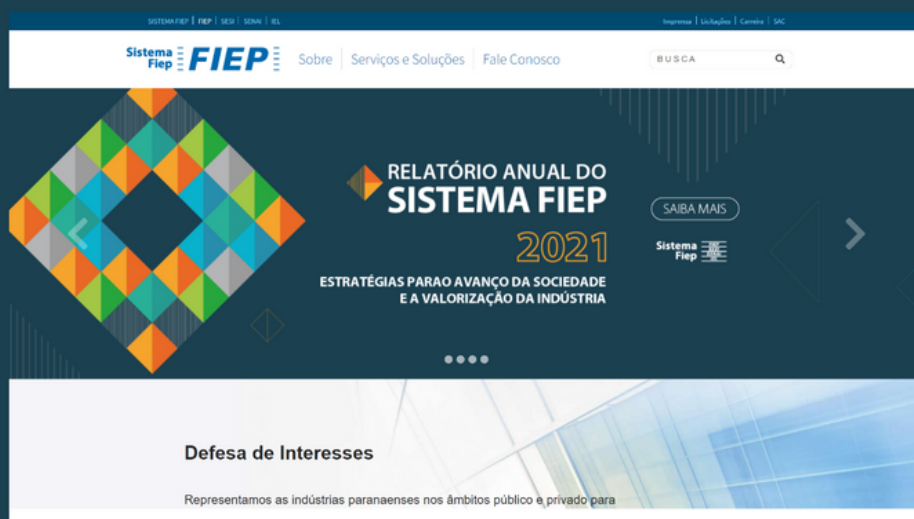 SISTEMA FIEP | FIEP | SESI | SENAI | IEL
Imprensa | Licitações | Carreira | SAC
Sistema Fiep FIEP
Sobre | Serviços e Soluções | Fale Conosco
BUSCA
RELATÓRIO ANUAL DO
SISTEMA FIEP
2021
ESTRATÉGIAS PARAO AVANÇO DA SOCIEDADE
E A VALORIZAÇÃO DA INDÚSTRIA
SAIBA MAIS
Sistema
Fiep
Defesa de Interesses
Representamos as indústrias paranaenses nos âmbitos público e privado para